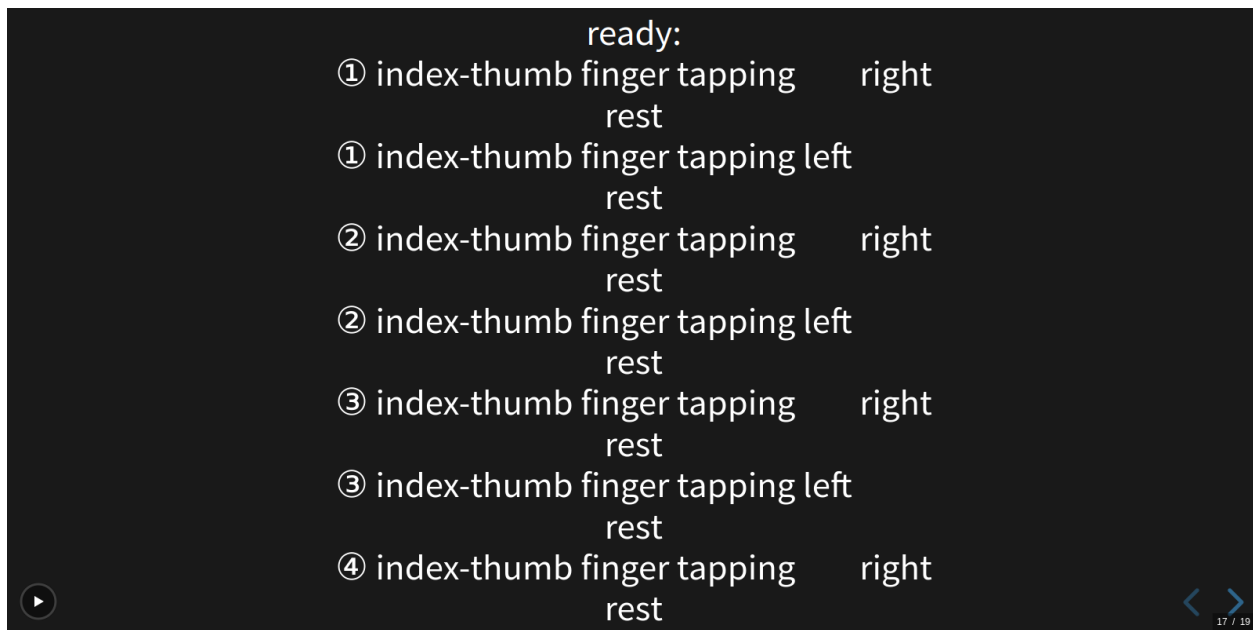 ready:
① index-thumb finger tapping right
rest
① index-thumb finger tapping left
rest
② index-thumb finger tapping right
rest
② index-thumb finger tapping left
rest
③ index-thumb finger tapping right
rest
③ index-thumb finger tapping left
rest
④ index-thumb finger tapping right
rest
17 / 19